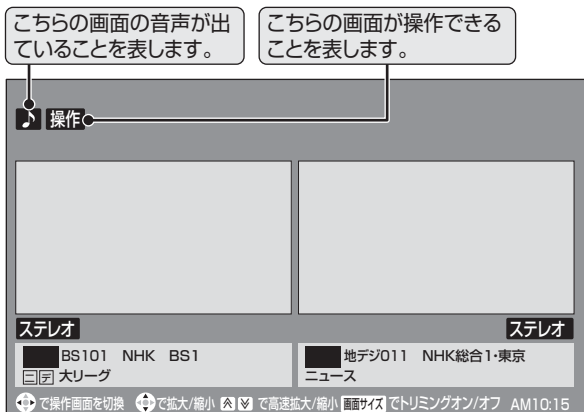 こちらの画面の音声が出
ていることを表します。
こちらの画面が操作できる
ことを表します。
♪ 操作
ステレオ
ステレオ
BS101 NHK BS1
二デ 大リーグ
地デジ011 NHK総合1・東京
ニュース
で操作画面を切換 で拡大/縮小 で高速拡大/縮小 画面サイズ でトリミングオン/オフ AM10:15